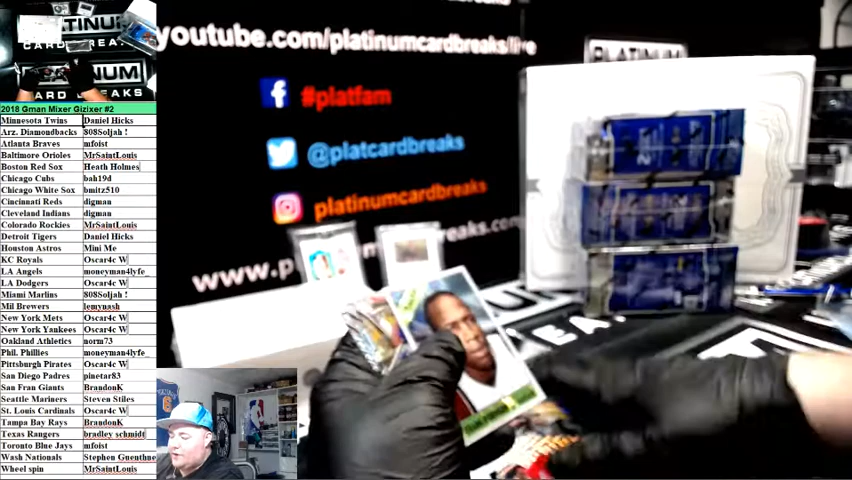 PLATINUM
CARD BREAKS
2018 Gman Mixer Gizixer #2
Minnesota Twins Daniel Hicks
Arz. Diamondbacks 808Soljah !
Atlanta Braves mfoist
Baltimore Orioles MrSaintLouis
Boston Red Sox Heath Holmes
Chicago Cubs bah19d
Chicago White Sox bmitz510
Cincinnati Reds digman
Cleveland Indians digman
Colorado Rockies MrSaintLouis
Detroit Tigers Daniel Hicks
Houston Astros Mini Me
KC Royals Oscar4c W
LA Angels moneyman4lyfe_
LA Dodgers Oscar4c W
Miami Marlins 808Soljah !
Mil Brewers lemynash
New York Mets Oscar4c W
New York Yankees Oscar4c W
Oakland Athletics norm73
Phil. Phillies moneyman4lyfe_
Pittsburgh Pirates Oscar4c W
San Diego Padres pinetar83
San Fran Giants BrandonK
Seattle Mariners Steven Stiles
St. Louis Cardinals Oscar4c W
Tampa Bay Rays BrandonK
Texas Rangers bradley schmidt
Toronto Blue Jays mfoist
Wash Nationals Stephen Guenthne
Wheel spin MrSaintLouis
youtube.com/platinumcardbreaks/live
#platfam
@platcardbreaks
platinumcardbreaks
PLATINUM